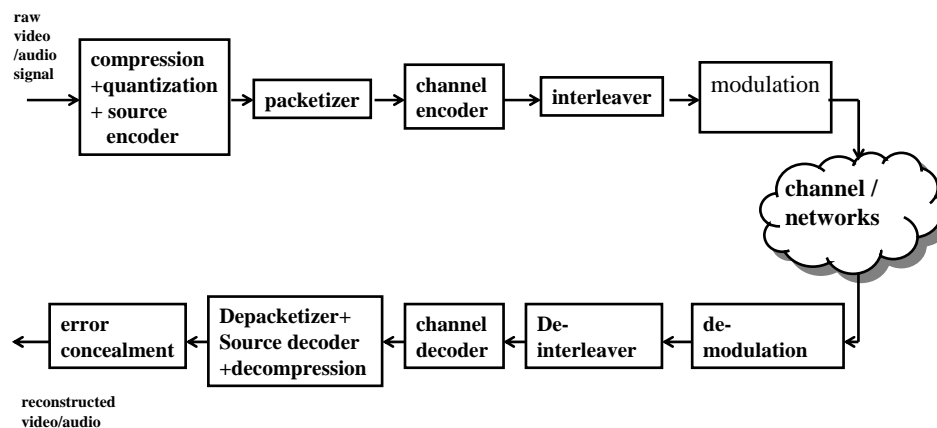 raw
video
/audio
signal
compression
+quantization
+ source
encoder
packetizer
channel
encoder
interleaver
modulation
channel /
networks
de-
modulation
De-
interleaver
channel
decoder
Depacketizer+
Source decoder
+decompression
error
concealment
reconstructed
video/audio